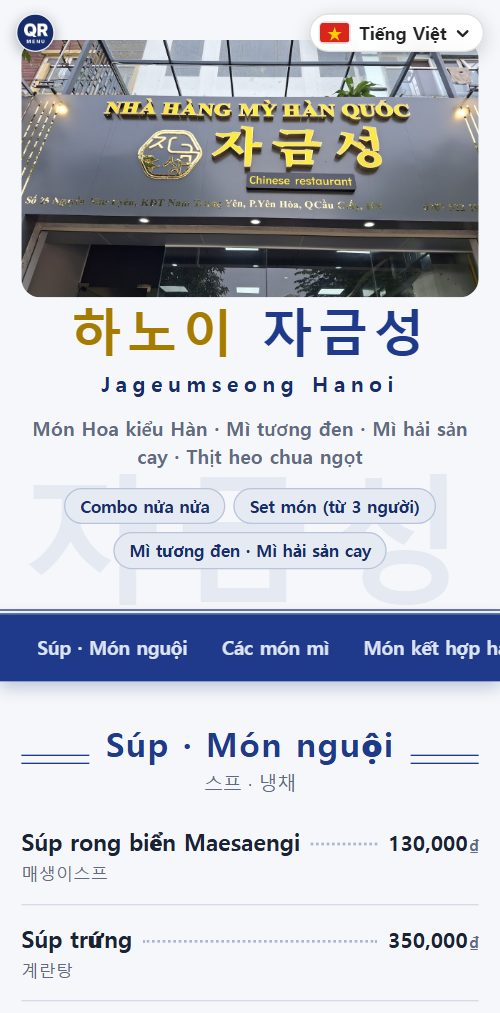 QR
MENU
Tiếng Việt
NHÀ HÀNG MỲ HÀN QUỐC
자금성
Chinese restaurant
Yên, P.Yên Hòa, Q
하노이 자금성
Jageumseong Hanoi
Món Hoa kiểu Hàn · Mì tương đen · Mì hải sản
cay · Thịt heo chua ngọt
Combo nửa nửa
Set món (từ 3 người)
Mì tương đen · Mì hải sản cay
Súp · Món nguội
Các món mì
Món kết hợp
Súp · Món nguội
스프 · 냉채
Súp rong biển Maesaengi 130,000₫
매생이스프
Súp trứng 350,000₫
계란탕